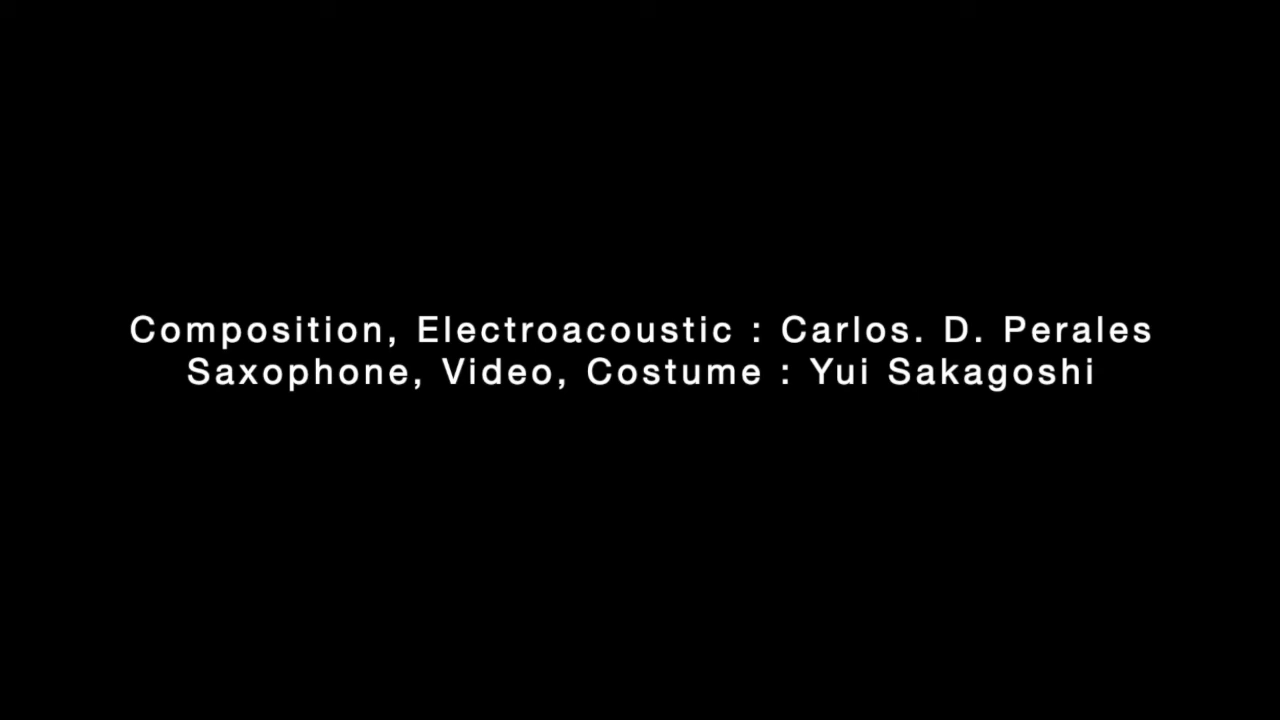 Composition, Electroacoustic : Carlos. D. Perales
Saxophone, Video, Costume : Yui Sakagoshi